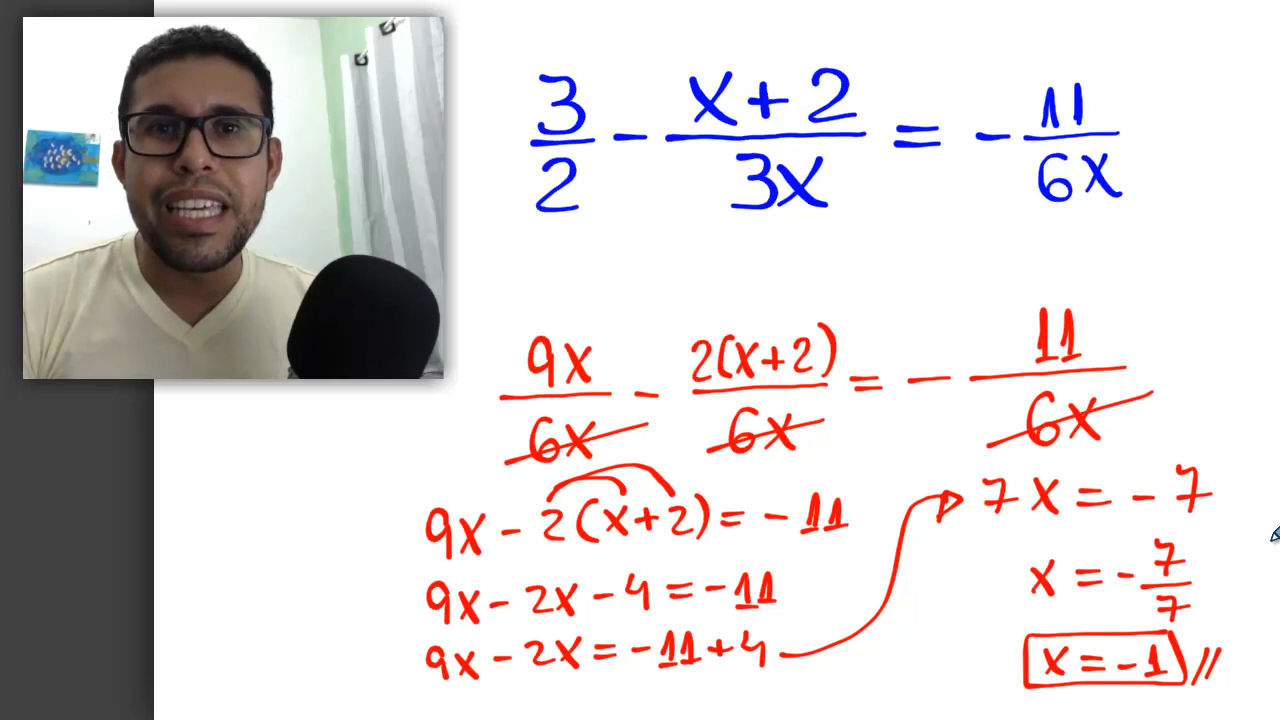 3/2 - (x+2)/3x = - 11/6x
9x/6x - 2(x+2)/6x = - 11/6x
9x - 2(x+2) = - 11
9x - 2x - 4 = - 11
9x - 2x = - 11 + 4
7x = - 7
x = - 7/7
x = - 1 //